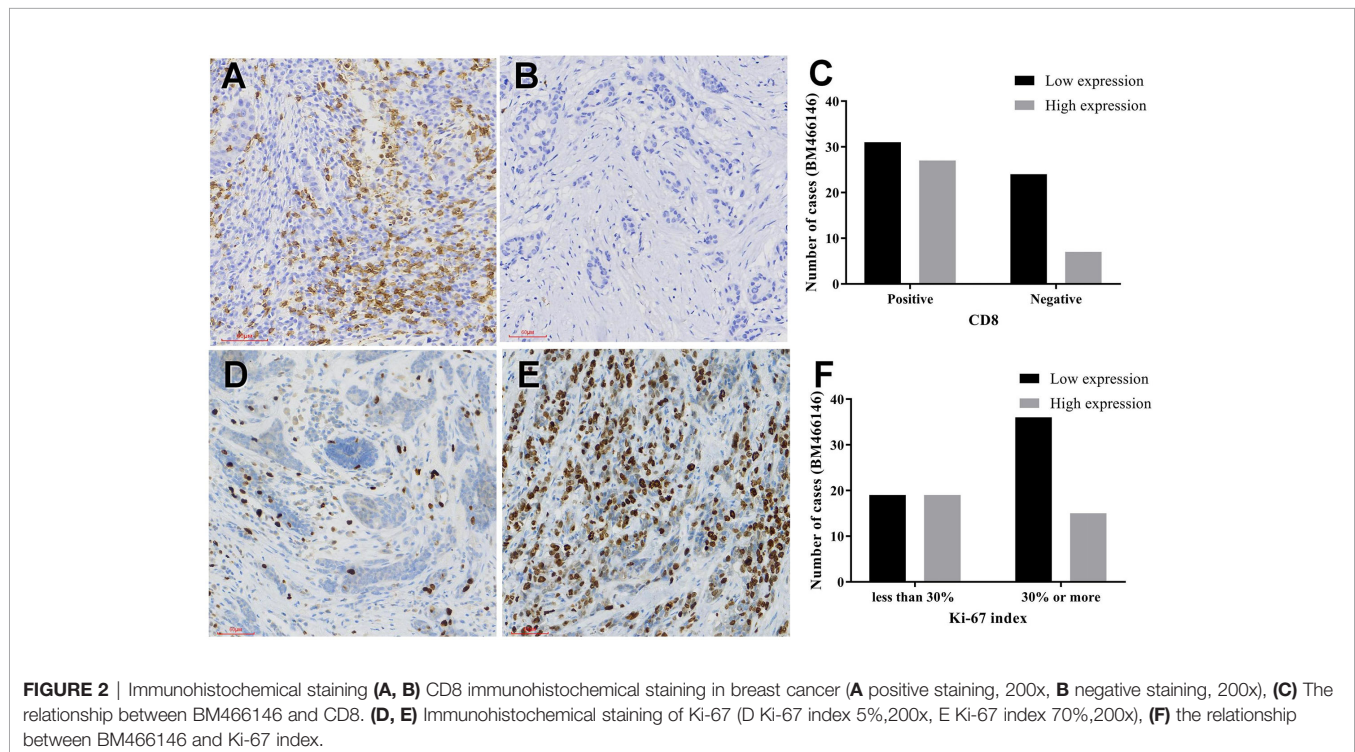 A
B
C
Low expression
High expression
Number of cases (BM466146)
40
30
20
10
0
Positive
Negative
CD8
50μm
D
E
F
Low expression
High expression
Number of cases (BM466146)
40
30
20
10
0
less than 30%
30% or more
Ki-67 index
FIGURE 2 | Immunohistochemical staining (A, B) CD8 immunohistochemical staining in breast cancer (A positive staining, 200x, B negative staining, 200x), (C) The
relationship between BM466146 and CD8. (D, E) Immunohistochemical staining of Ki-67 (D Ki-67 index 5%,200x, E Ki-67 index 70%,200x), (F) the relationship
between BM466146 and Ki-67 index.